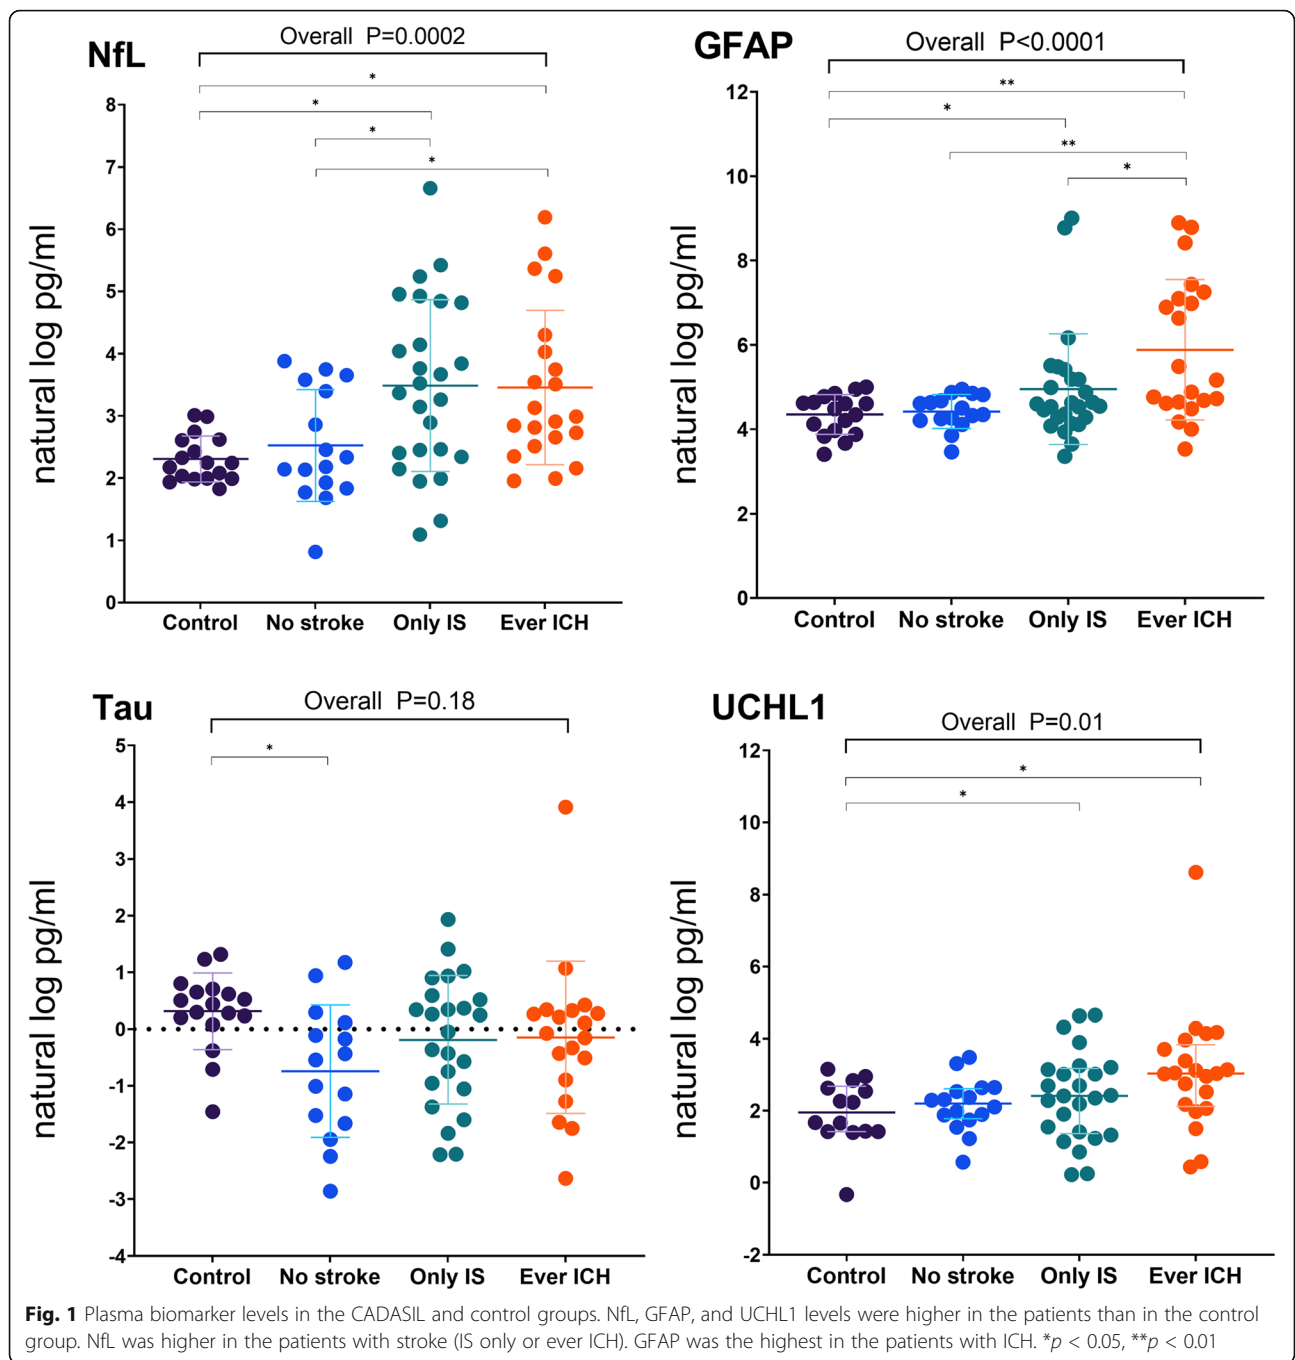 NfL
Overall P=0.0002
*
*
*
*
natural log pg/ml
8
7
6
5
4
3
2
1
0
Control No stroke Only IS Ever ICH
GFAP
Overall P<0.0001
**
*
**
*
natural log pg/ml
12
10
8
6
4
2
0
Control No stroke Only IS Ever ICH
Tau
Overall P=0.18
*
natural log pg/ml
5
4
3
2
1
0
-1
-2
-3
-4
Control No stroke Only IS Ever ICH
UCHL1
Overall P=0.01
*
*
natural log pg/ml
12
10
8
6
4
2
0
-2
Control No stroke Only IS Ever ICH
Fig. 1 Plasma biomarker levels in the CADASIL and control groups. NfL, GFAP, and UCHL1 levels were higher in the patients than in the control
group. NfL was higher in the patients with stroke (IS only or ever ICH). GFAP was the highest in the patients with ICH. *p < 0.05, **p < 0.01